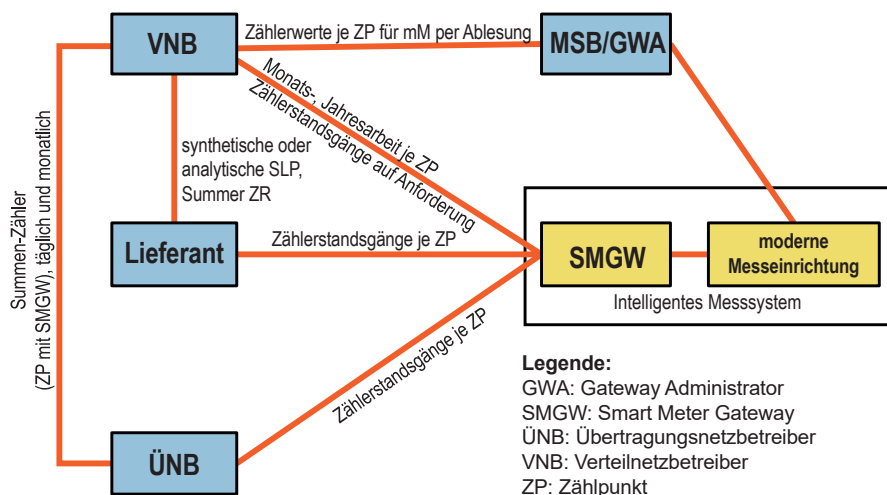 VNB
Zählerwerte je ZP für mM per Ablesung
MSB/GWA
Monats-, Jahresarbeit je ZP
Zählerstandsgänge auf Anforderung
synthetische oder
analytische SLP,
Summer ZR
Summen-Zähler
(ZP mit SMGW), täglich und monatlich
Lieferant
Zählerstandsgänge je ZP
SMGW
moderne
Messeinrichtung
Intelligentes Messsystem
Zählerstandsgänge je ZP
ÜNB
Legende:
GWA: Gateway Administrator
SMGW: Smart Meter Gateway
ÜNB: Übertragungsnetzbetreiber
VNB: Verteilnetzbetreiber
ZP: Zählpunkt